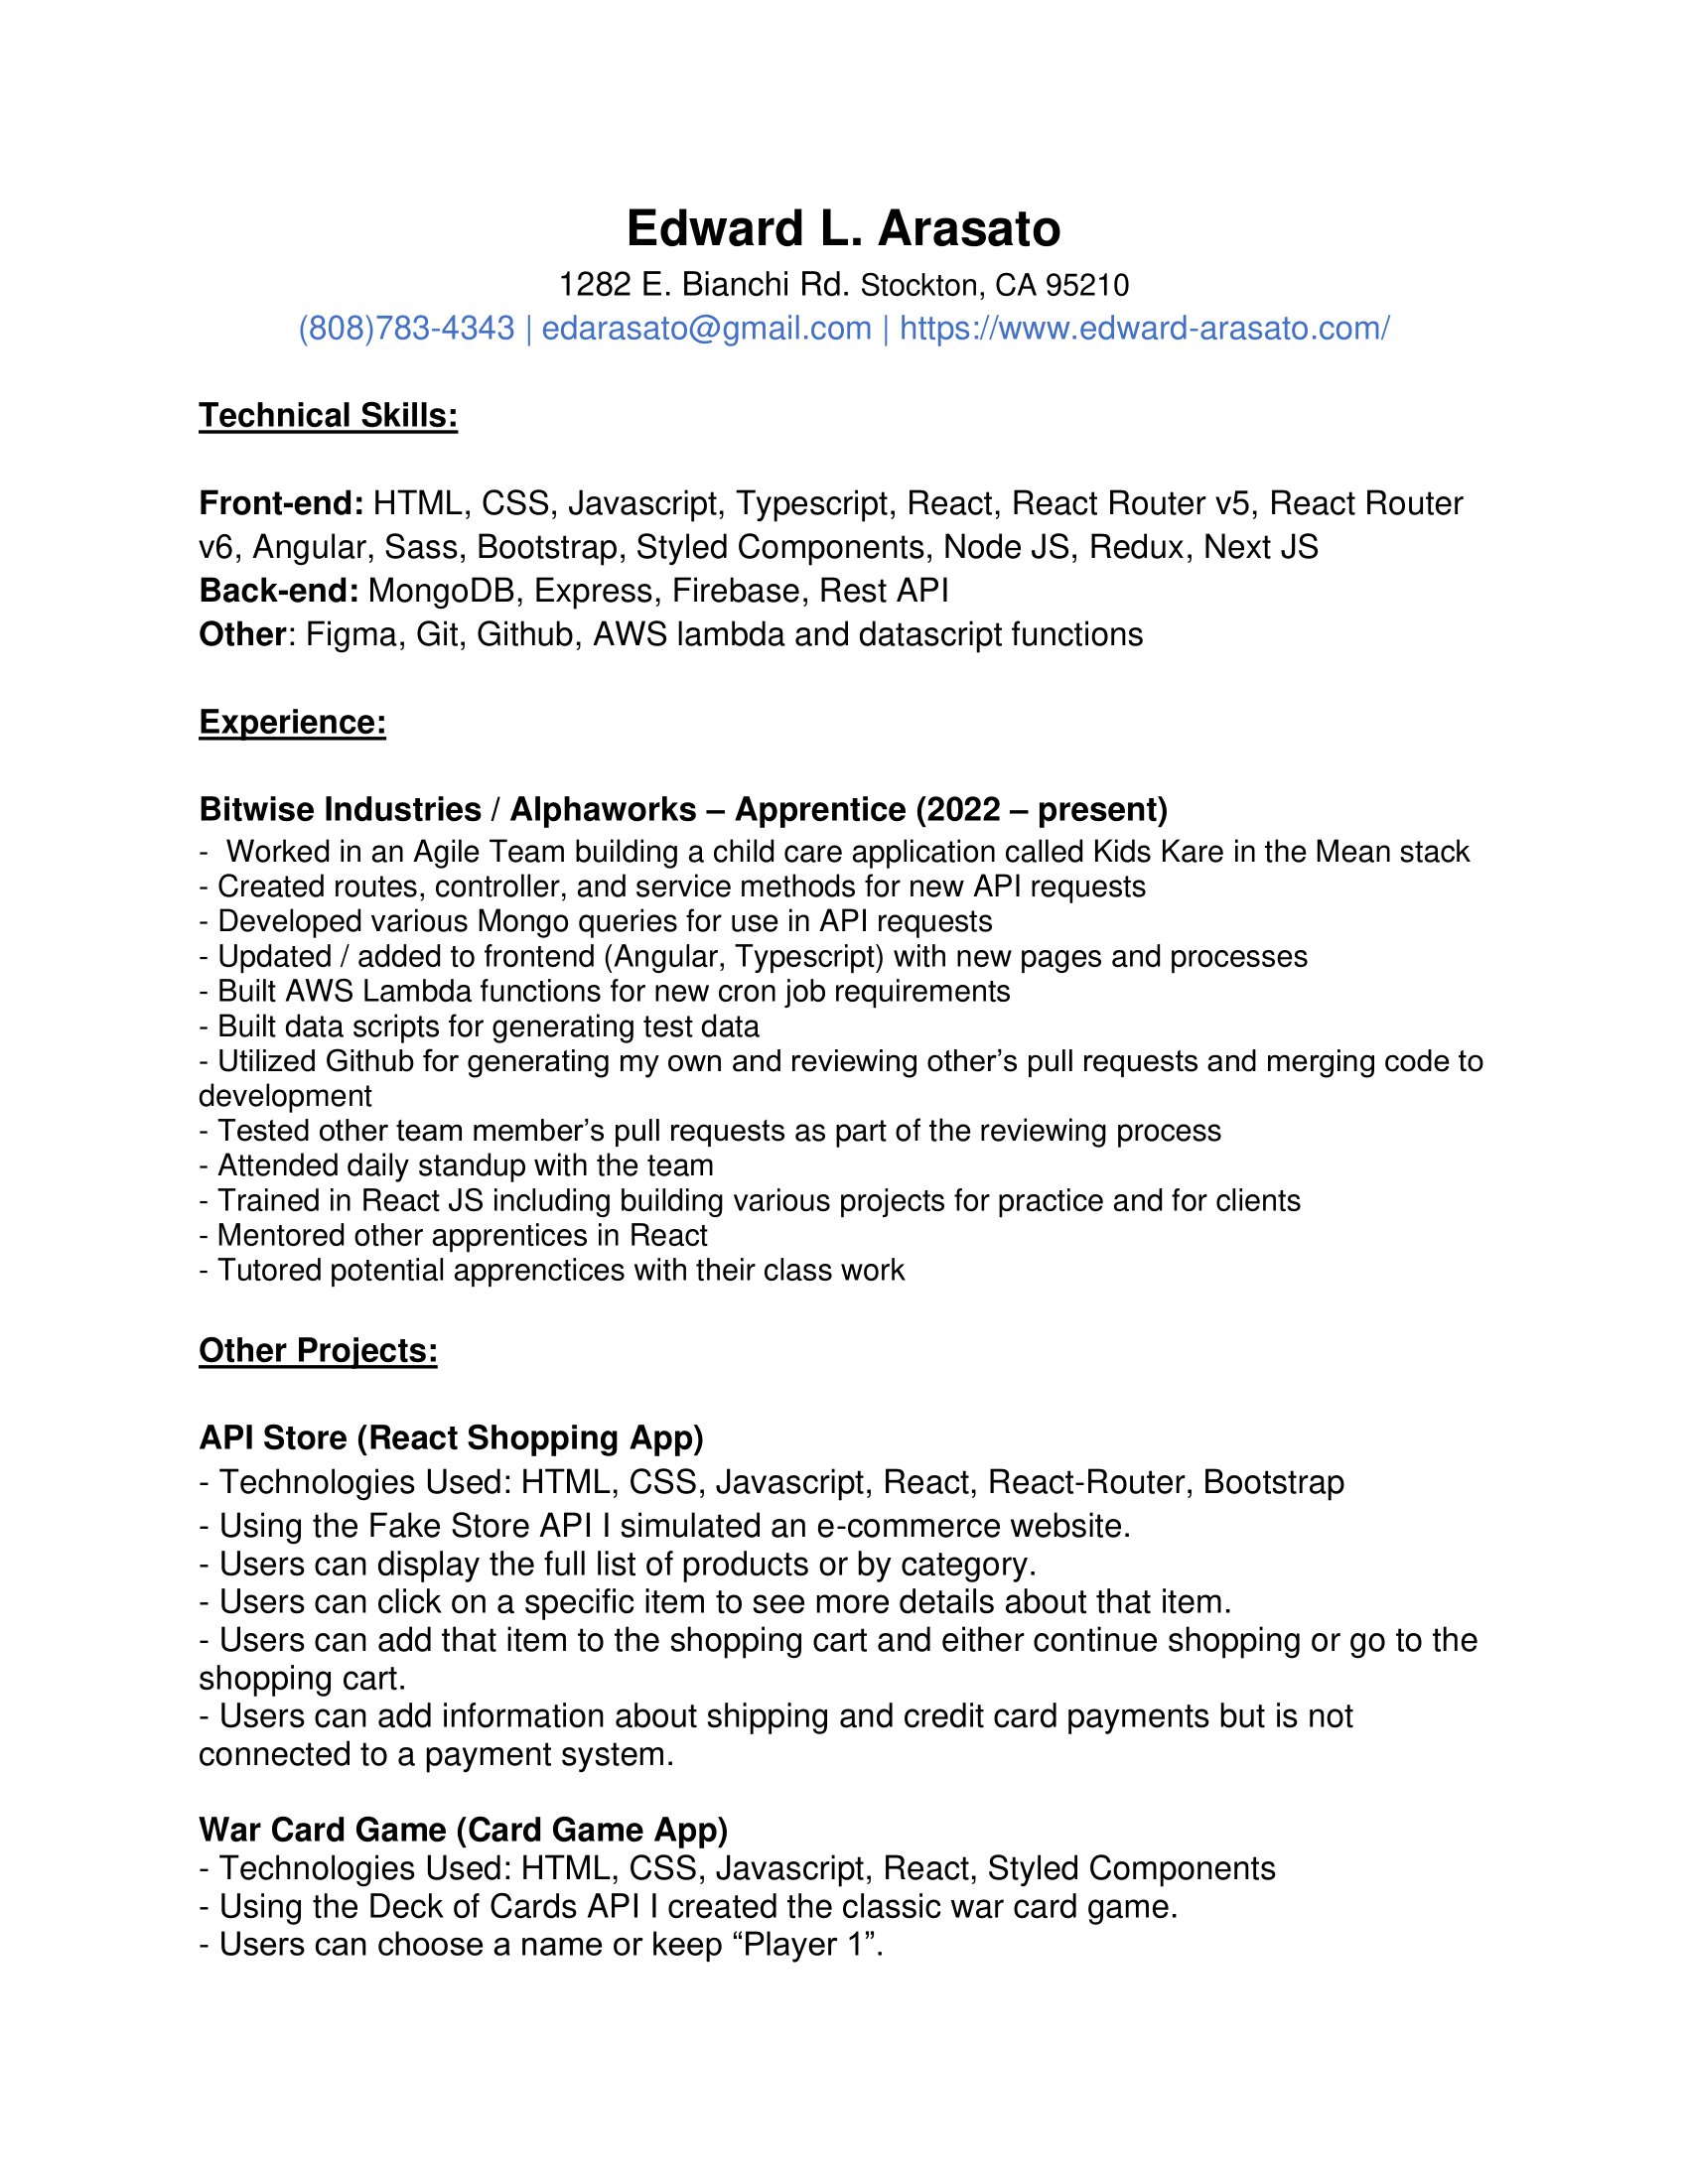 Edward L. Arasato
1282 E. Bianchi Rd. Stockton, CA 95210
(808)783-4343 | edarasato@gmail.com | https://www.edward-arasato.com/
Technical Skills:
Front-end: HTML, CSS, Javascript, Typescript, React, React Router v5, React Router
v6, Angular, Sass, Bootstrap, Styled Components, Node JS, Redux, Next JS
Back-end: MongoDB, Express, Firebase, Rest API
Other: Figma, Git, Github, AWS lambda and datascript functions
Experience:
Bitwise Industries / Alphaworks – Apprentice (2022 – present)
-  Worked in an Agile Team building a child care application called Kids Kare in the Mean stack
- Created routes, controller, and service methods for new API requests
- Developed various Mongo queries for use in API requests
- Updated / added to frontend (Angular, Typescript) with new pages and processes
- Built AWS Lambda functions for new cron job requirements
- Built data scripts for generating test data
- Utilized Github for generating my own and reviewing other’s pull requests and merging code to
development
- Tested other team member’s pull requests as part of the reviewing process
- Attended daily standup with the team
- Trained in React JS including building various projects for practice and for clients
- Mentored other apprentices in React
- Tutored potential apprenctices with their class work
Other Projects:
API Store (React Shopping App)
- Technologies Used: HTML, CSS, Javascript, React, React-Router, Bootstrap
- Using the Fake Store API I simulated an e-commerce website.
- Users can display the full list of products or by category.
- Users can click on a specific item to see more details about that item.
- Users can add that item to the shopping cart and either continue shopping or go to the
shopping cart.
- Users can add information about shipping and credit card payments but is not
connected to a payment system.
War Card Game (Card Game App)
- Technologies Used: HTML, CSS, Javascript, React, Styled Components
- Using the Deck of Cards API I created the classic war card game.
- Users can choose a name or keep “Player 1”.